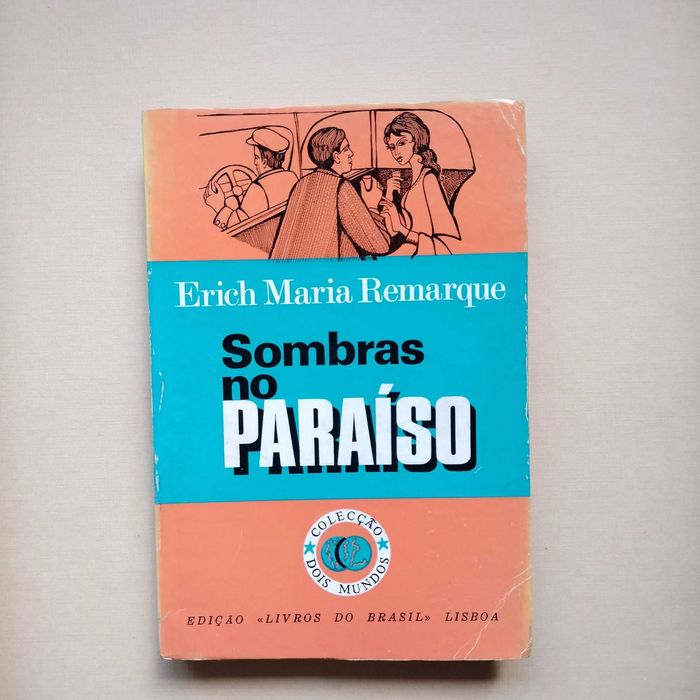 Erich Maria Remarque
Sombras
no
PARAÍSO
COLECÇÃO
DOIS MUNDOS
EDIÇÃO «LIVROS DO BRASIL» LISBOA